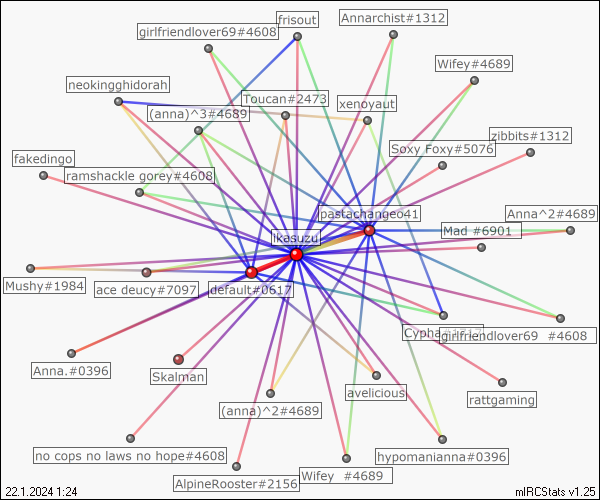 frisout
Annarchist#1312
girlfriendlover69#4608
Wifey#4689
neokingghidorah
Toucan#2473
xenoyaut
(anna)^3#4689
zibbits#1312
Soxy Foxy#5076
fakedingo
ramshackle gorey#4608
pastachangeo41
Anna^2#4689
Mad #6901
ikasuzu
Mushy#1984
ace deucy#7097
default#0617
girlfriendlover69 #4608
Anna.#0396
Skalman
avelicious
rattgaming
(anna)^2#4689
no cops no laws no hope#4608
hypomanianna#0396
AlpineRooster#2156
Wifey #4689
22.1.2024 1:24
mIRCStats v1.25